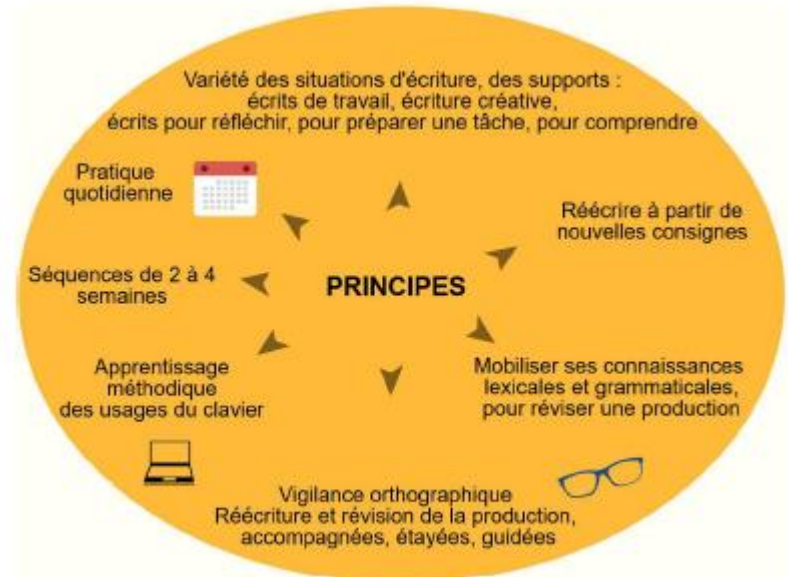 Variété des situations d'écriture, des supports :
écrits de travail, écriture créative,
écrits pour réfléchir, pour préparer une tâche, pour comprendre
Pratique
quotidienne
Réécrire à partir de
nouvelles consignes
Séquences de 2 à 4
semaines
PRINCIPES
Apprentissage
méthodique
des usages du clavier
Mobiliser ses connaissances
lexicales et grammaticales,
pour réviser une production
Vigilance orthographique
Réécriture et révision de la production,
accompagnées, étayées, guidées